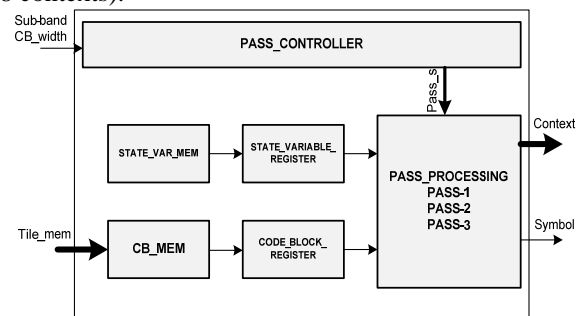 Sub-band
CB_width
PASS_CONTROLLER
Pass_s
Context
STATE_VAR_MEM
STATE_VARIABLE_
REGISTER
PASS_PROCESSING
PASS-1
PASS-2
PASS-3
Tile_mem
CB_MEM
CODE_BLOCK_
REGISTER
Symbol